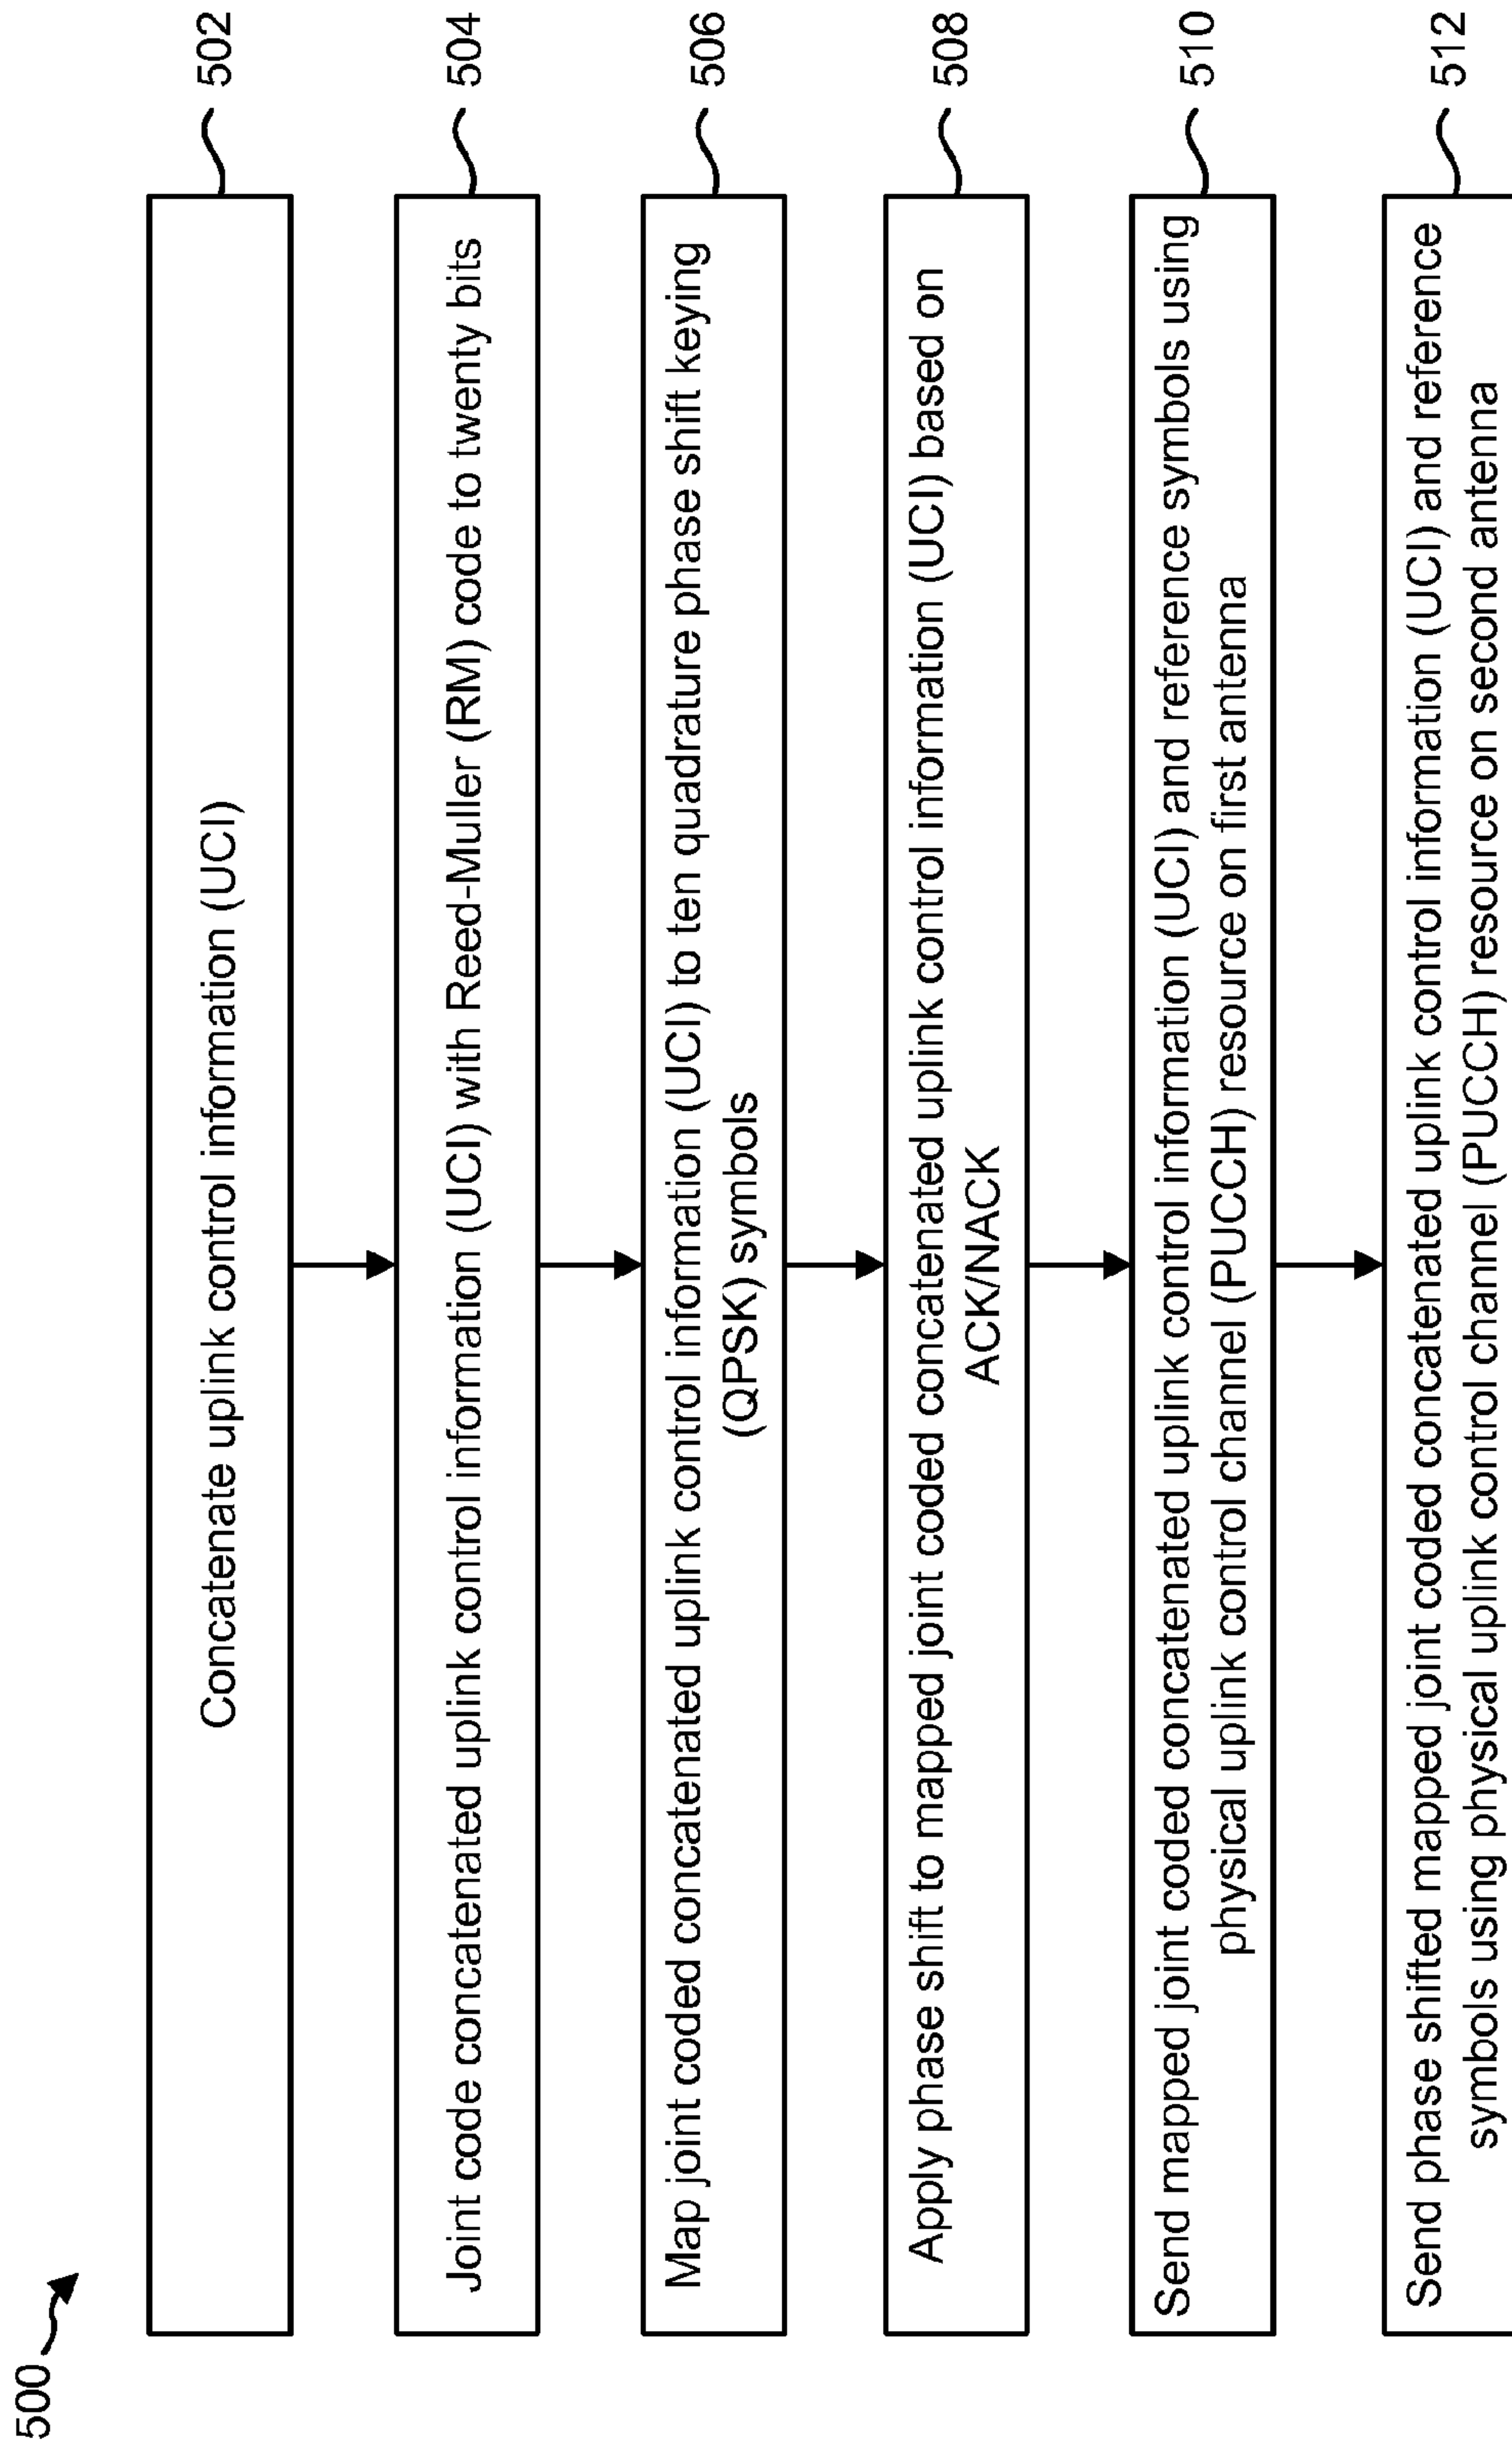 500
Concatenate uplink control information (UCI)
502
Joint code concatenated uplink control information (UCI) with Reed-Muller (RM) code to twenty bits
504
Map joint coded concatenated uplink control information (UCI) to ten quadrature phase shift keying
(QPSK) symbols
506
Apply phase shift to mapped joint coded concatenated uplink control information (UCI) based on
ACK/NACK
508
Send mapped joint coded concatenated uplink control information (UCI) and reference symbols using
physical uplink control channel (PUCCH) resource on first antenna
510
Send phase shifted mapped joint coded concatenated uplink control information (UCI) and reference
symbols using physical uplink control channel (PUCCH) resource on second antenna
512